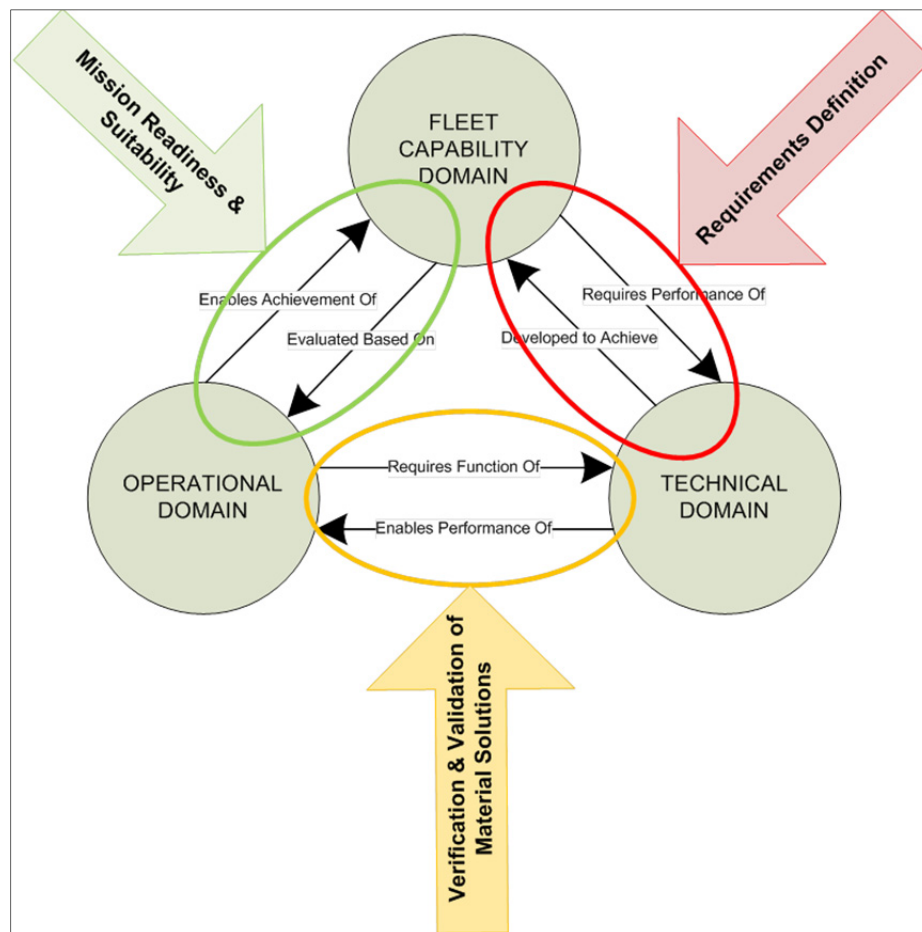 Mission Readiness &
Suitability
Requirements Definition
FLEET
CAPABILITY
DOMAIN
Enables Achievement Of
Evaluated Based On
Requires Performance Of
Developed to Achieve
OPERATIONAL
DOMAIN
Requires Function Of
Enables Performance Of
TECHNICAL
DOMAIN
Verification & Validation of
Material Solutions